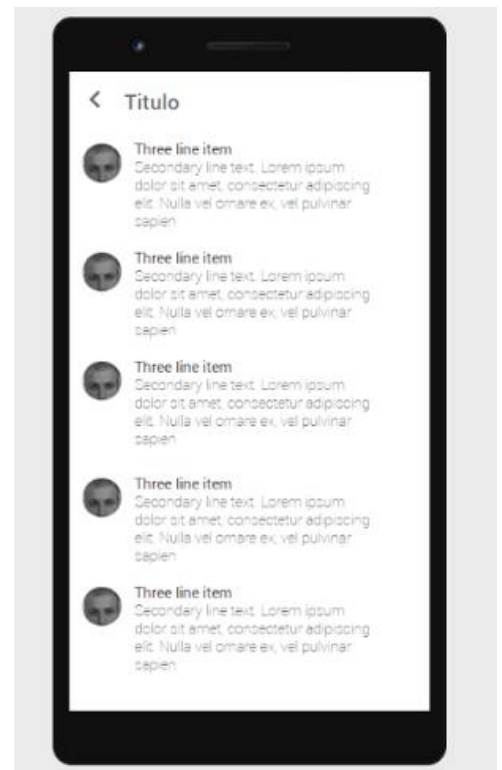 Titulo
Three line item
Secondary line text. Lorem ipsum
dolor sit amet, consectetur adipiscing
elit. Nulla vel ornare ex, vel pulvinar
sapien
Three line item
Secondary line text. Lorem ipsum
dolor sit amet, consectetur adipiscing
elit. Nulla vel ornare ex, vel pulvinar
sapien
Three line item
Secondary line text. Lorem ipsum
dolor sit amet, consectetur adipiscing
elit. Nulla vel ornare ex, vel pulvinar
sapien
Three line item
Secondary line text. Lorem ipsum
dolor sit amet, consectetur adipiscing
elit. Nulla vel ornare ex, vel pulvinar
sapien
Three line item
Secondary line text. Lorem ipsum
dolor sit amet, consectetur adipiscing
elit. Nulla vel ornare ex, vel pulvinar
sapien